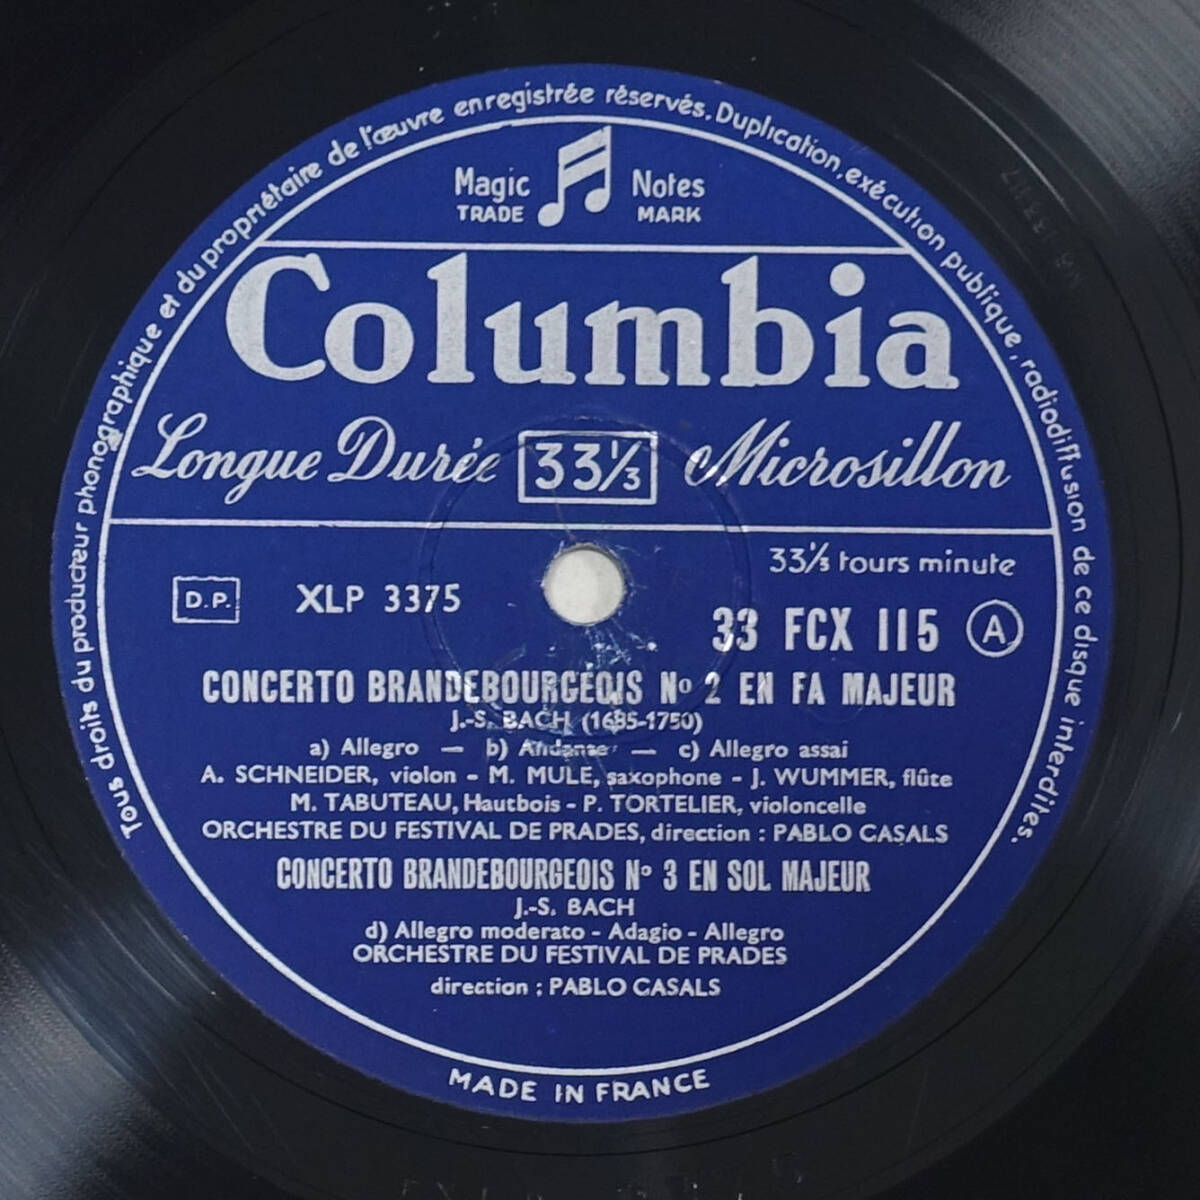 Tous droits du producteur phonographique et du propriétaire de l'œuvre enregistrée réservés. Duplication, exécution publique, radiodiffusion de ce disque interdites.
Magic Notes
TRADE MARK
Columbia
Longue Durée 33⅓ Microsillon
33⅓ tours minute
D.P. XLP 3375 33 FCX 115 A
CONCERTO BRANDEBOURGEOIS No 2 EN FA MAJEUR
J.-S. BACH (1685-1750)
a) Allegro — b) Andante — c) Allegro assai
A. SCHNEIDER, violon - M. MULE, saxophone - J. WUMMER, flûte
M. TABUTEAU, Hautbois - P. TORTELIER, violoncelle
ORCHESTRE DU FESTIVAL DE PRADES, direction : PABLO CASALS
CONCERTO BRANDEBOURGEOIS No 3 EN SOL MAJEUR
J.-S. BACH
d) Allegro moderato - Adagio - Allegro
ORCHESTRE DU FESTIVAL DE PRADES
direction : PABLO CASALS
MADE IN FRANCE